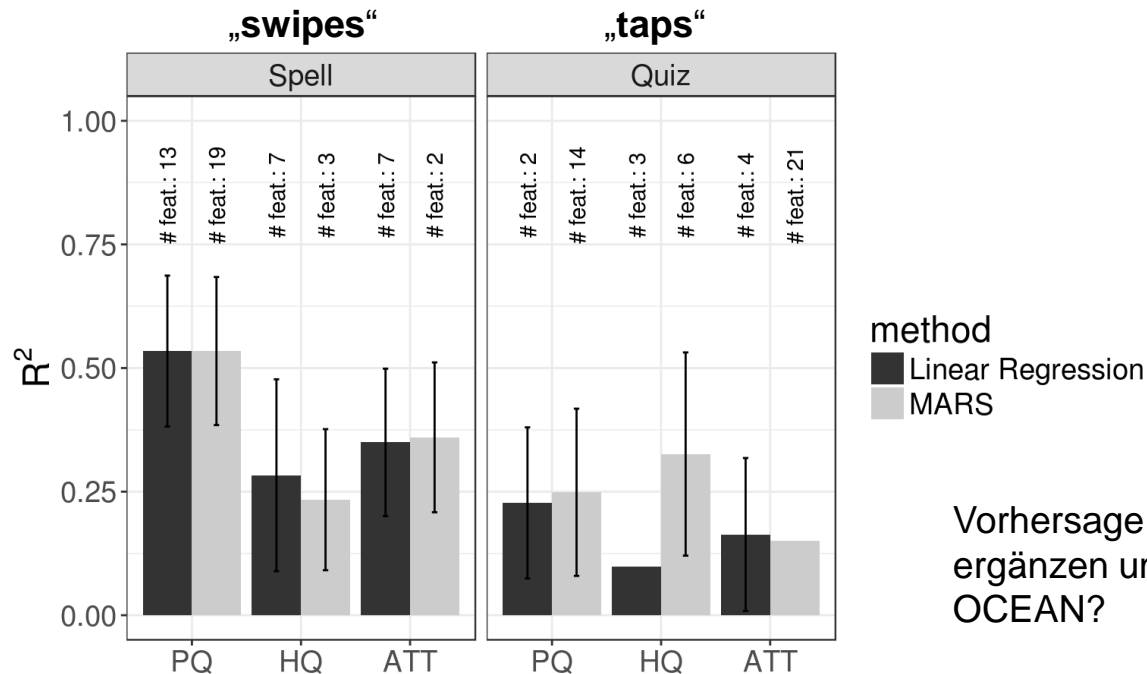 „swipes“
„taps“
Spell
Quiz
1.00
0.75
0.50
0.25
0.00
R²
# feat.: 13
# feat.: 19
# feat.: 7
# feat.: 3
# feat.: 7
# feat.: 2
# feat.: 2
# feat.: 14
# feat.: 3
# feat.: 6
# feat.: 4
# feat.: 21
PQ
HQ
ATT
PQ
HQ
ATT
method
Linear Regression
MARS
Vorhersage
ergänzen
OCEAN?